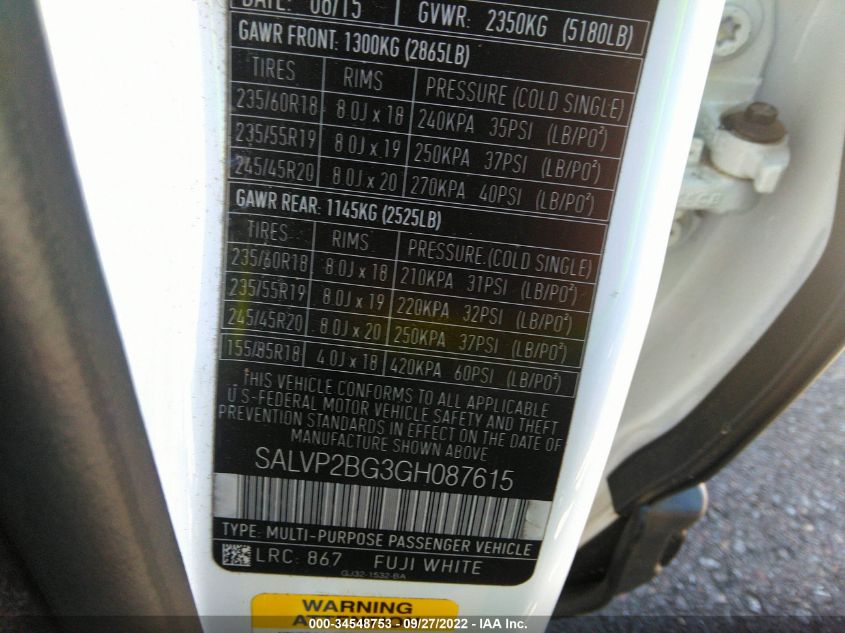 DATE: 06/15 GVWR: 2350KG (5180LB)
GAWR FRONT: 1300KG (2865LB)
TIRES RIMS PRESSURE (COLD SINGLE)
235/60R18 8.0J x 18 240KPA 35PSI (LB/PO²)
235/55R19 8.0J x 19 250KPA 37PSI (LB/PO²)
245/45R20 8.0J x 20 270KPA 40PSI (LB/PO²)
GAWR REAR: 1145KG (2525LB)
TIRES RIMS PRESSURE.(COLD SINGLE)
235/60R18 8.0J x 18 210KPA 31PSI (LB/PO²)
235/55R19 8.0J x 19 220KPA 32PSI (LB/PO²)
245/45R20 8.0J x 20 250KPA 37PSI (LB/PO²)
155/85R18 4.0J x 18 420KPA 60PSI (LB/PO²)
THIS VEHICLE CONFORMS TO ALL APPLICABLE
U S-FEDERAL MOTOR VEHICLE SAFETY AND THEFT
PREVENTION STANDARDS IN EFFECT ON THE DATE OF
MANUFACTURE SHOWN ABOVE
SALVP2BG3GH087615
TYPE: MULTI-PURPOSE PASSENGER VEHICLE
LRC: 867 FUJI WHITE
GJ32-1532-BA
WARNING
000-34548753 - 09/27/2022 - IAA Inc.